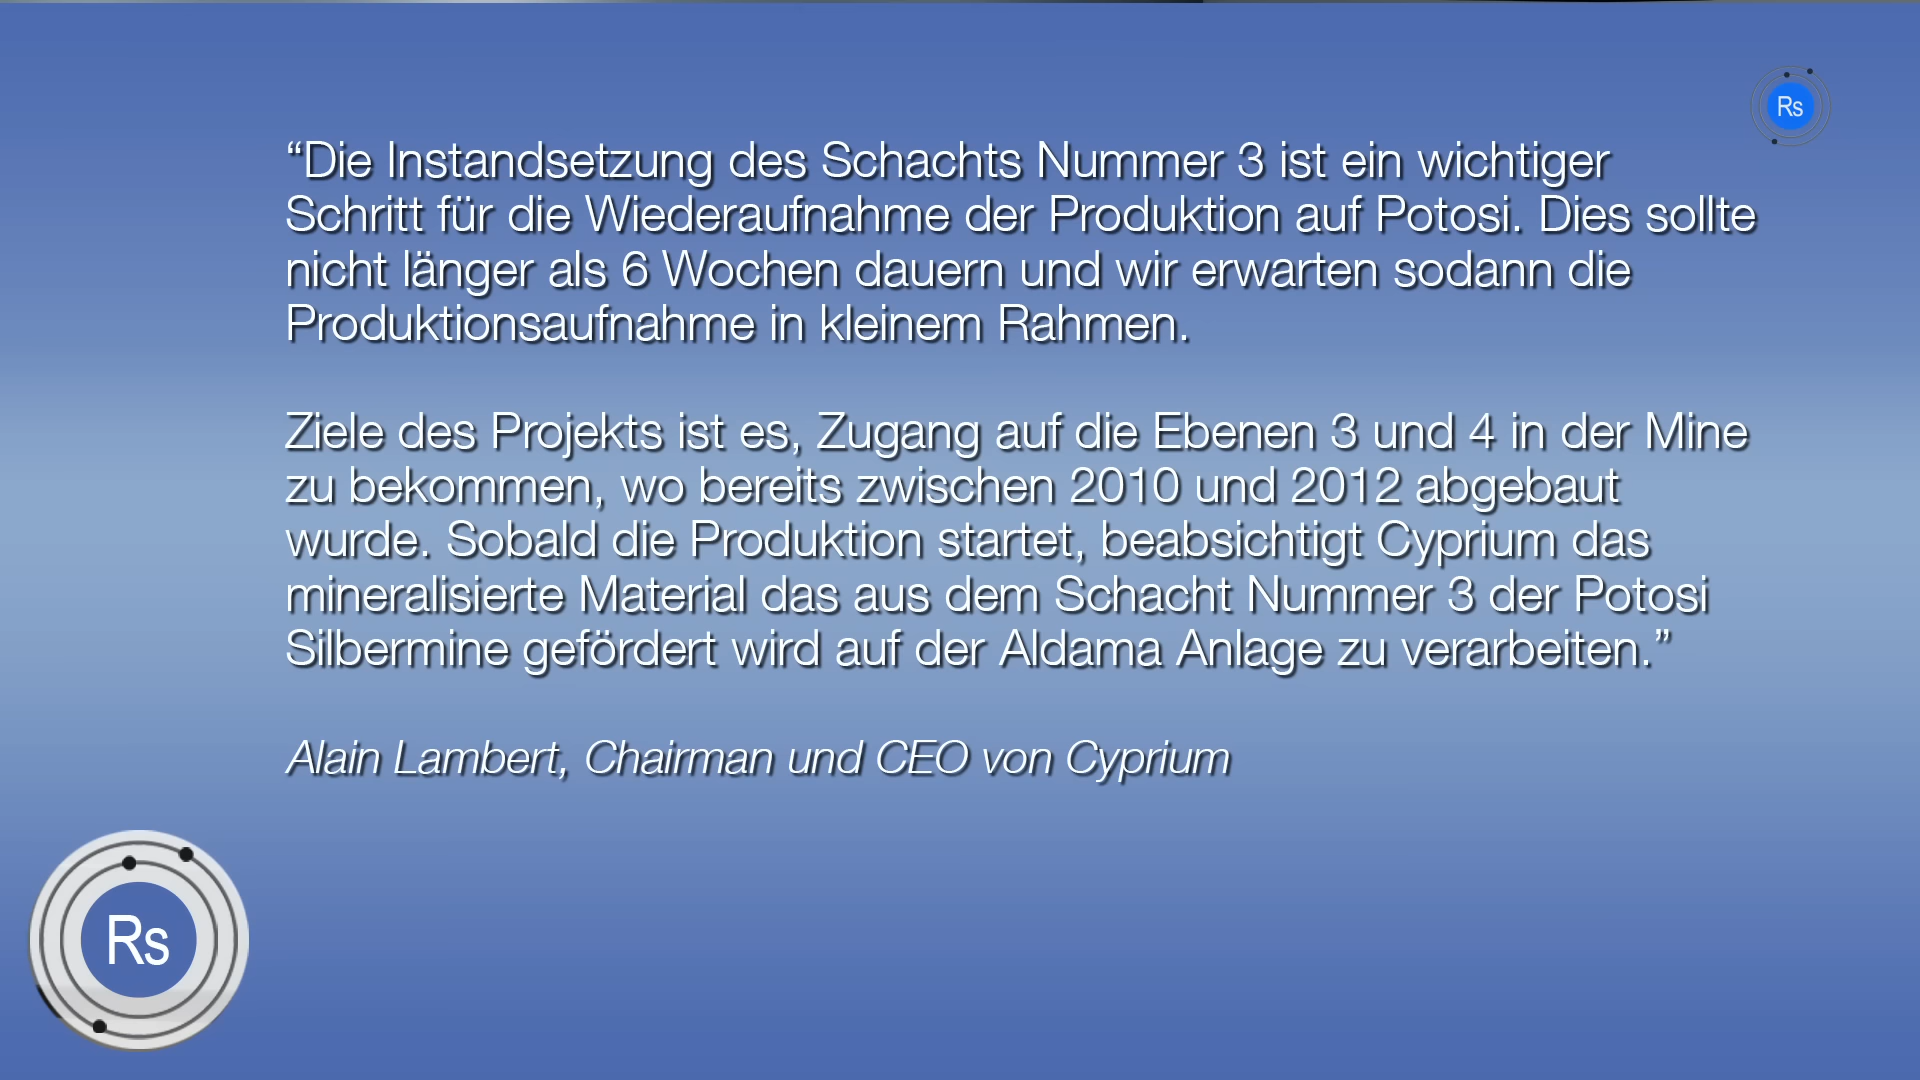 Rs
“Die Instandsetzung des Schachts Nummer 3 ist ein wichtiger
Schritt für die Wiederaufnahme der Produktion auf Potosi. Dies sollte
nicht länger als 6 Wochen dauern und wir erwarten sodann die
Produktionsaufnahme in kleinem Rahmen.
Ziele des Projekts ist es, Zugang auf die Ebenen 3 und 4 in der Mine
zu bekommen, wo bereits zwischen 2010 und 2012 abgebaut
wurde. Sobald die Produktion startet, beabsichtigt Cyprium das
mineralisierte Material das aus dem Schacht Nummer 3 der Potosi
Silbermine gefördert wird auf der Aldama Anlage zu verarbeiten.”
Alain Lambert, Chairman und CEO von Cyprium
Rs